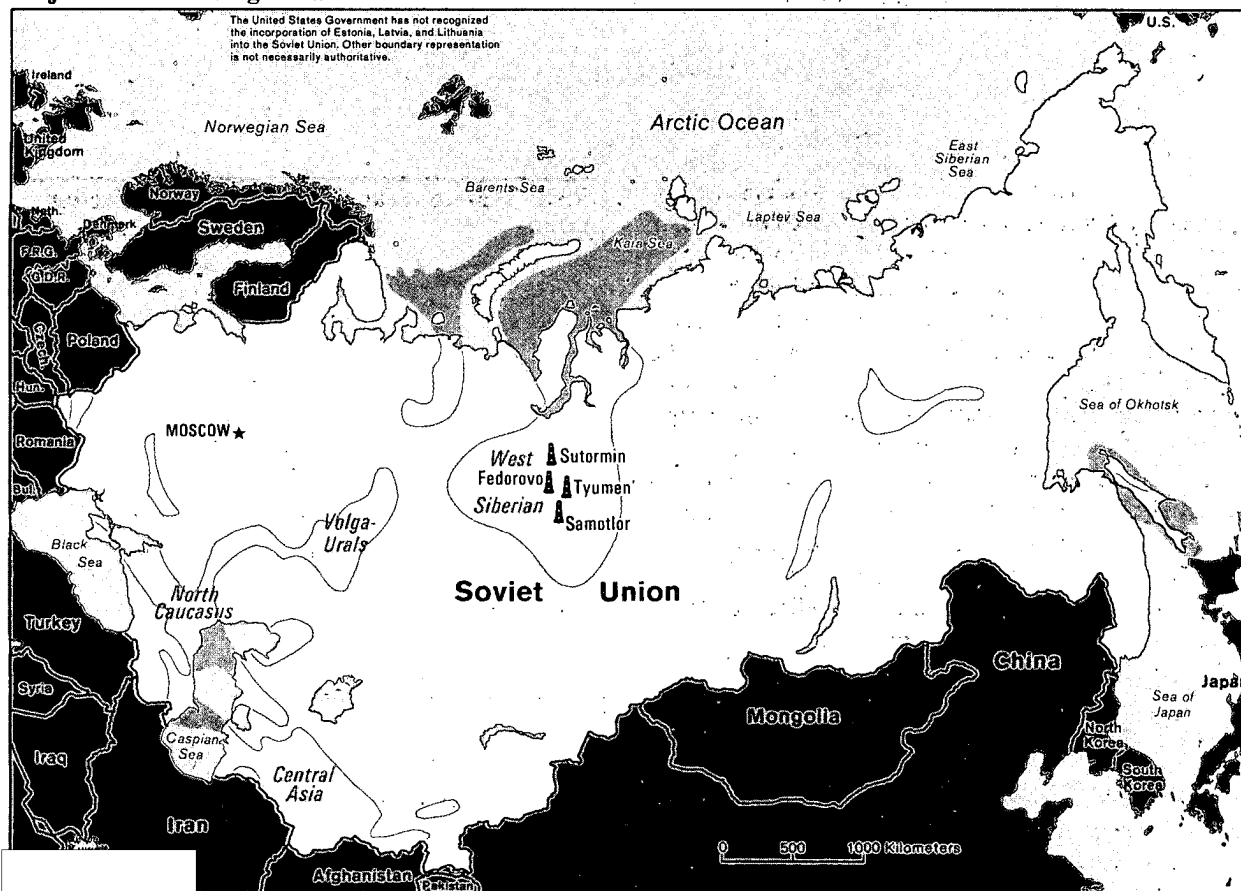 The United States Government has not recognized
the incorporation of Estonia, Latvia, and Lithuania
into the Soviet Union. Other boundary representation
is not necessarily authoritative.
U.S.
Ireland
Norwegian Sea
Arctic Ocean
United
Kingdom
East
Siberian
Sea
Barents Sea
Norway
Laptev Sea
Neth.
Denmark
Sweden
Kara Sea
F.R.G.
G.D.R.
Finland
Poland
Czech.
Hun.
Sea of Okhotsk
MOSCOW
Romania
West
Siberian
Sutormin
Fedorovo
Tyumen'
Samotlor
Bul.
Volga-
Urals
Black
Sea
North
Caucasus
Soviet Union
Turkey
China
Syria
Japan
Mongolia
Sea of
Japan
Caspian
Sea
North
Korea
Iraq
Central
Asia
South
Korea
Iran
0 500 1000 Kilometers
Afghanistan
Pakistan